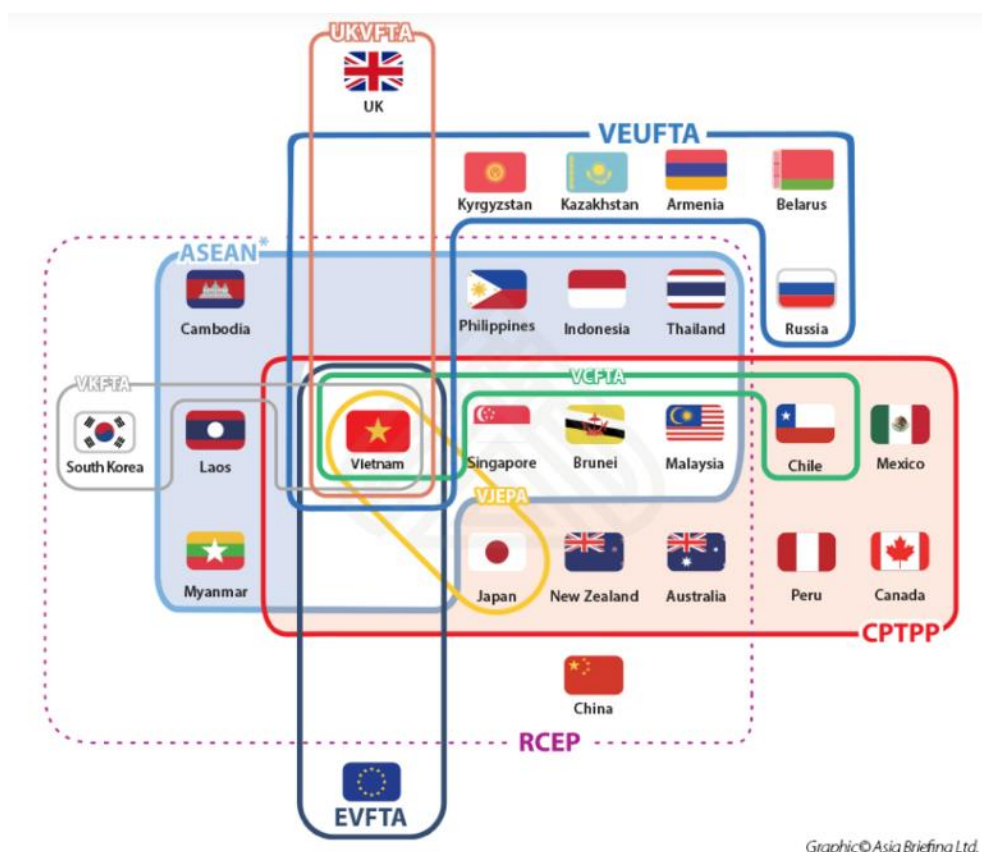 UKVFTA
UK
VEUFTA
Kyrgyzstan Kazakhstan Armenia Belarus
ASEAN*
Cambodia Philippines Indonesia Thailand Russia
VKFTA VCFTA
South Korea Laos Vietnam Singapore Brunei Malaysia Chile Mexico
VJEPA
Myanmar Japan New Zealand Australia Peru Canada
CPTPP
China
RCEP
EVFTA
Graphic© Asia Briefing Ltd.